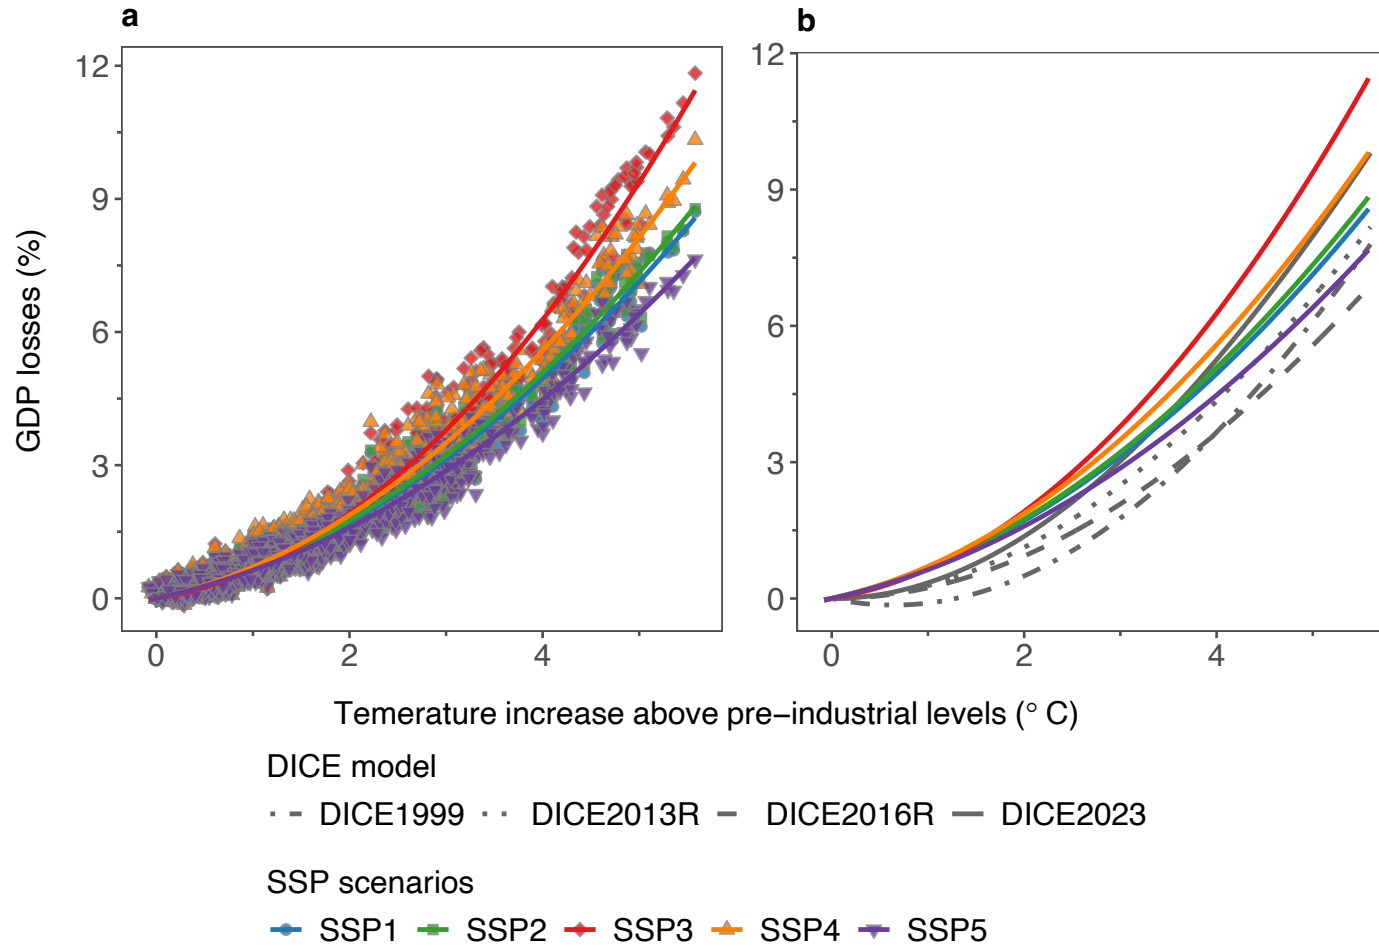 a
b
GDP losses (%)
12
9
6
3
0
0
2
4
12
9
6
3
0
0
2
4
Temerature increase above pre−industrial levels (° C)
DICE model
DICE1999 DICE2013R DICE2016R DICE2023
SSP scenarios
SSP1 SSP2 SSP3 SSP4 SSP5